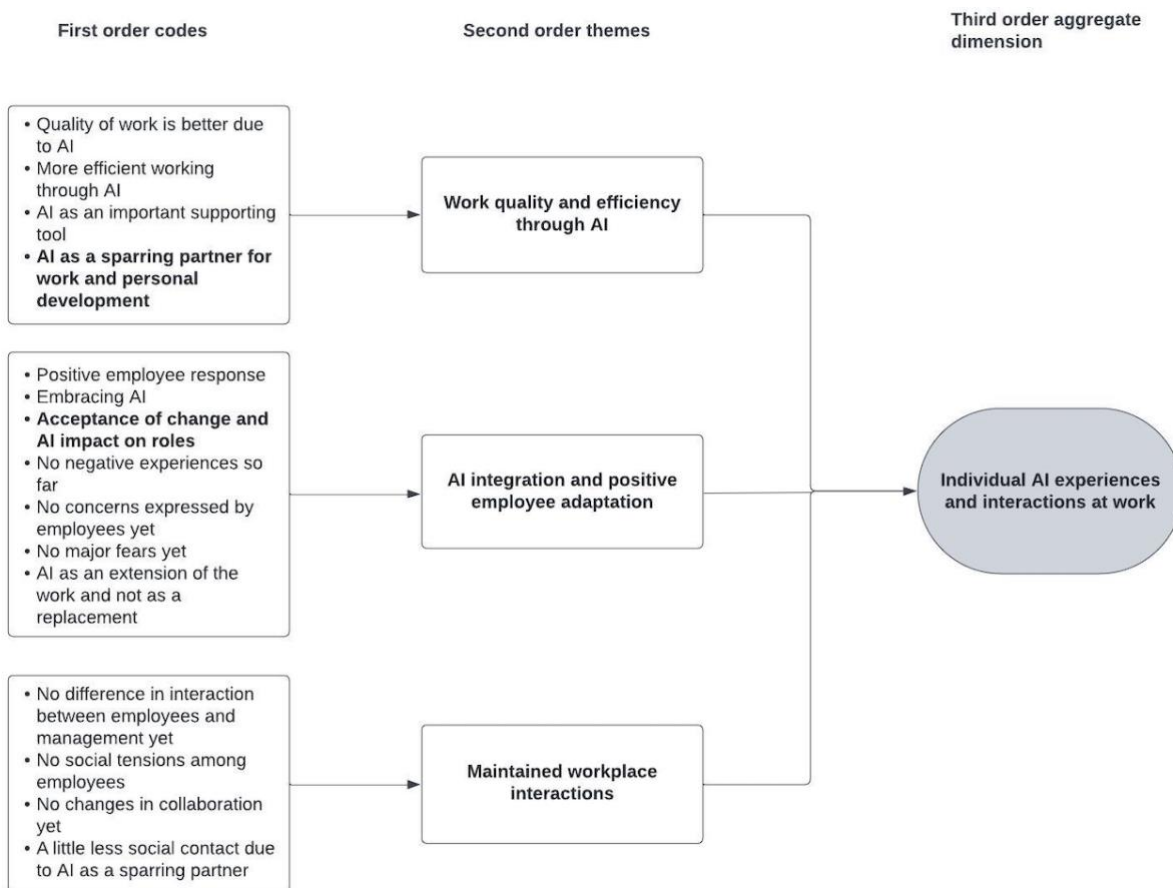 First order codes
Second order themes
Third order aggregate
dimension
• Quality of work is better due
to AI
• More efficient working
through AI
• AI as an important supporting
tool
• AI as a sparring partner for
work and personal
development
Work quality and efficiency
through AI
• Positive employee response
• Embracing AI
• Acceptance of change and
AI impact on roles
• No negative experiences so
far
• No concerns expressed by
employees yet
• No major fears yet
• AI as an extension of the
work and not as a
replacement
AI integration and positive
employee adaptation
Individual AI experiences
and interactions at work
• No difference in interaction
between employees and
management yet
• No social tensions among
employees
• No changes in collaboration
yet
• A little less social contact due
to AI as a sparring partner
Maintained workplace
interactions